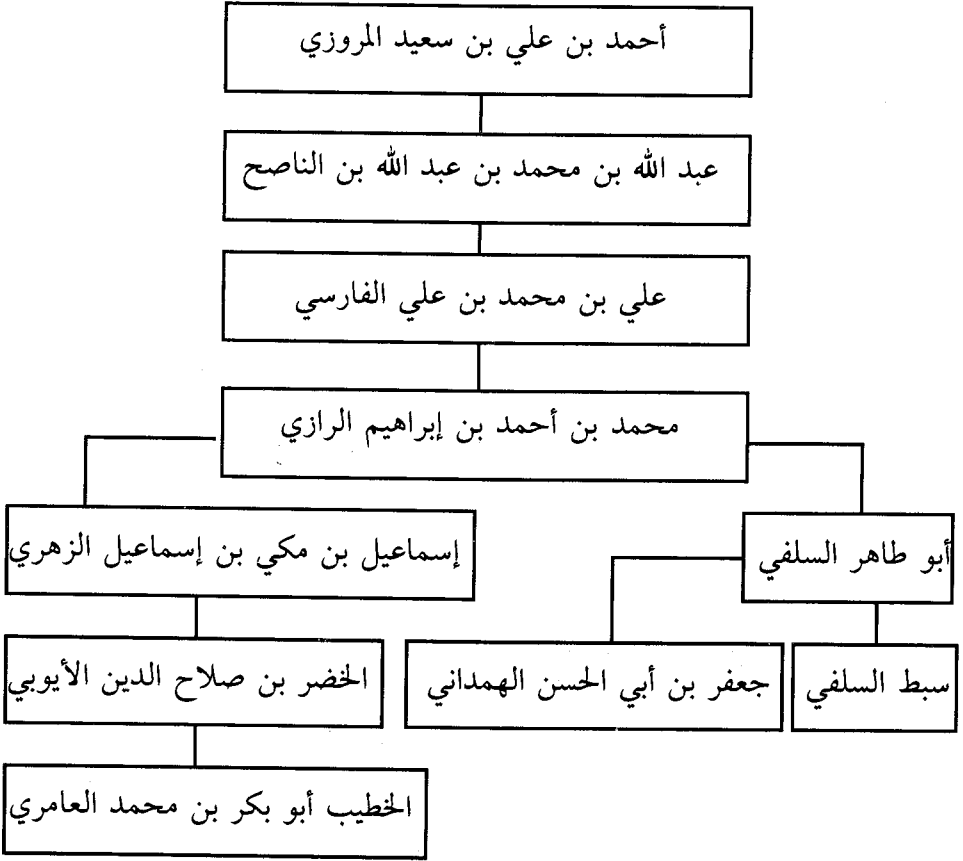 أحمد بن علي بن سعيد المروزي
عبد الله بن محمد بن عبد الله بن الناصح
علي بن محمد بن علي الفارسي
محمد بن أحمد بن إبراهيم الرازي
أبو طاهر السلفي
إسماعيل بن مكي بن إسماعيل الزهري
سبط السلفي
جعفر بن أبي الحسن الهمداني
الخضر بن صلاح الدين الأيوبي
الخطيب أبو بكر بن محمد العامري